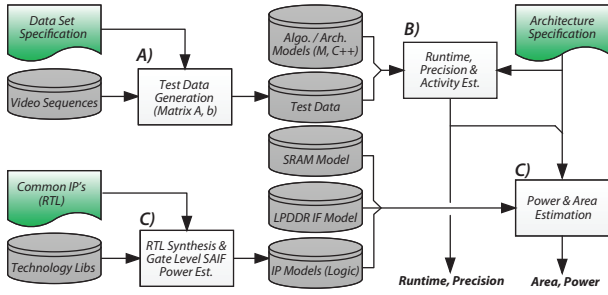 Data Set
Specification
Video Sequences
A)
Test Data
Generation
(Matrix A, b)
Algo. / Arch.
Models (M, C++)
Test Data
B)
Runtime,
Precision &
Activity Est.
Architecture
Specification
Common IP's
(RTL)
Technology Libs
C)
RTL Synthesis &
Gate Level SAIF
Power Est.
SRAM Model
LPDDR IF Model
IP Models (Logic)
C)
Power & Area
Estimation
Runtime, Precision
Area, Power